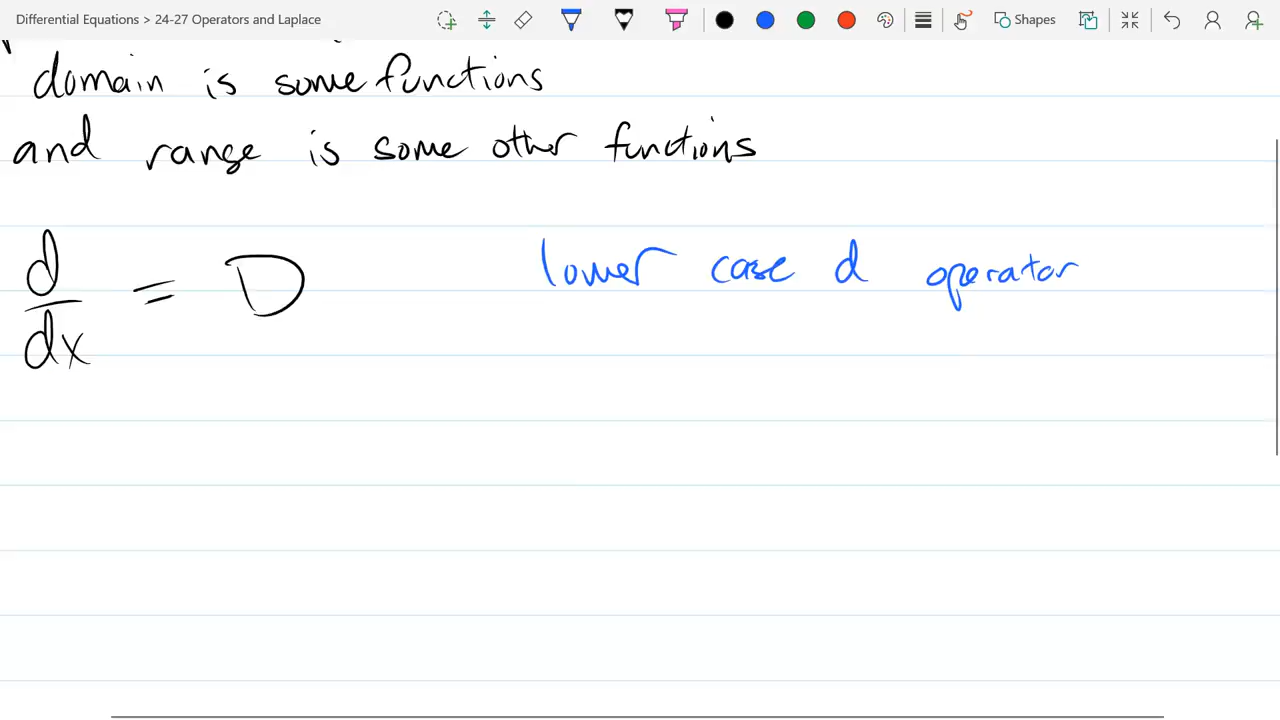 Differential Equations > 24-27 Operators and Laplace
Shapes
domain is some functions
and range is some other functions
d/dx = D
lower case d operator